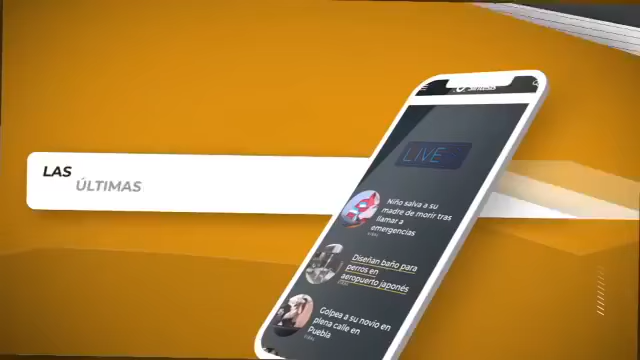 LAS
ÚLTIMAS
Síntesis
LIVE
Niño salva a su
madre de morir tras
llamar a
emergencias
Diseñan baño para
perros en
aeropuerto japonés
Golpea a su novio en
plena calle en
Puebla